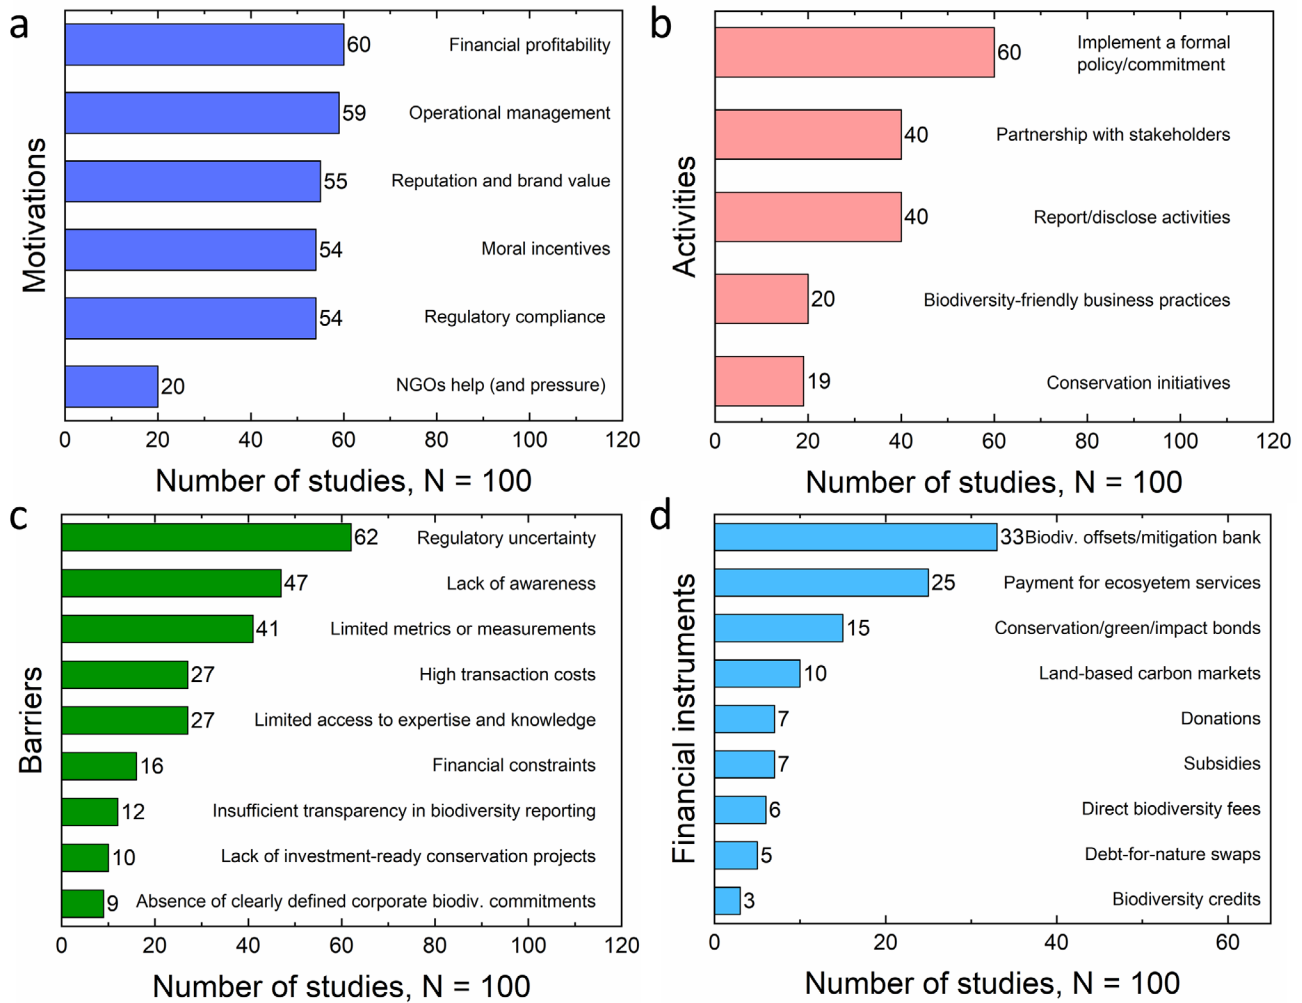 a
Motivations
60 Financial profitability
59 Operational management
55 Reputation and brand value
54 Moral incentives
54 Regulatory compliance
20 NGOs help (and pressure)
0 20 40 60 80 100 120
Number of studies, N = 100
b
Activities
60 Implement a formal
policy/commitment
40 Partnership with stakeholders
40 Report/disclose activities
20 Biodiversity-friendly business practices
19 Conservation initiatives
0 20 40 60 80 100 120
Number of studies, N = 100
c
Barriers
62 Regulatory uncertainty
47 Lack of awareness
41 Limited metrics or measurements
27 High transaction costs
27 Limited access to expertise and knowledge
16 Financial constraints
12 Insufficient transparency in biodiversity reporting
10 Lack of investment-ready conservation projects
9 Absence of clearly defined corporate biodiv. commitments
0 20 40 60 80 100 120
Number of studies, N = 100
d
Financial instruments
33 Biodiv. offsets/mitigation bank
25 Payment for ecosyetem services
15 Conservation/green/impact bonds
10 Land-based carbon markets
7 Donations
7 Subsidies
6 Direct biodiversity fees
5 Debt-for-nature swaps
3 Biodiversity credits
0 20 40 60
Number of studies, N = 100